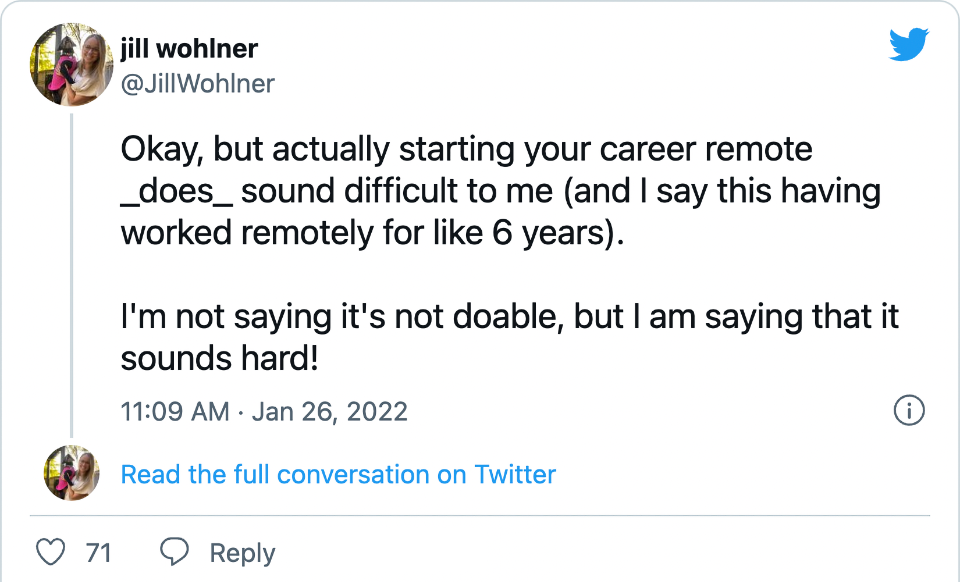 jill wohlner
@JillWohlner
Okay, but actually starting your career remote
_does_ sound difficult to me (and I say this having
worked remotely for like 6 years).
I'm not saying it's not doable, but I am saying that it
sounds hard!
11:09 AM · Jan 26, 2022
Read the full conversation on Twitter
71 Reply